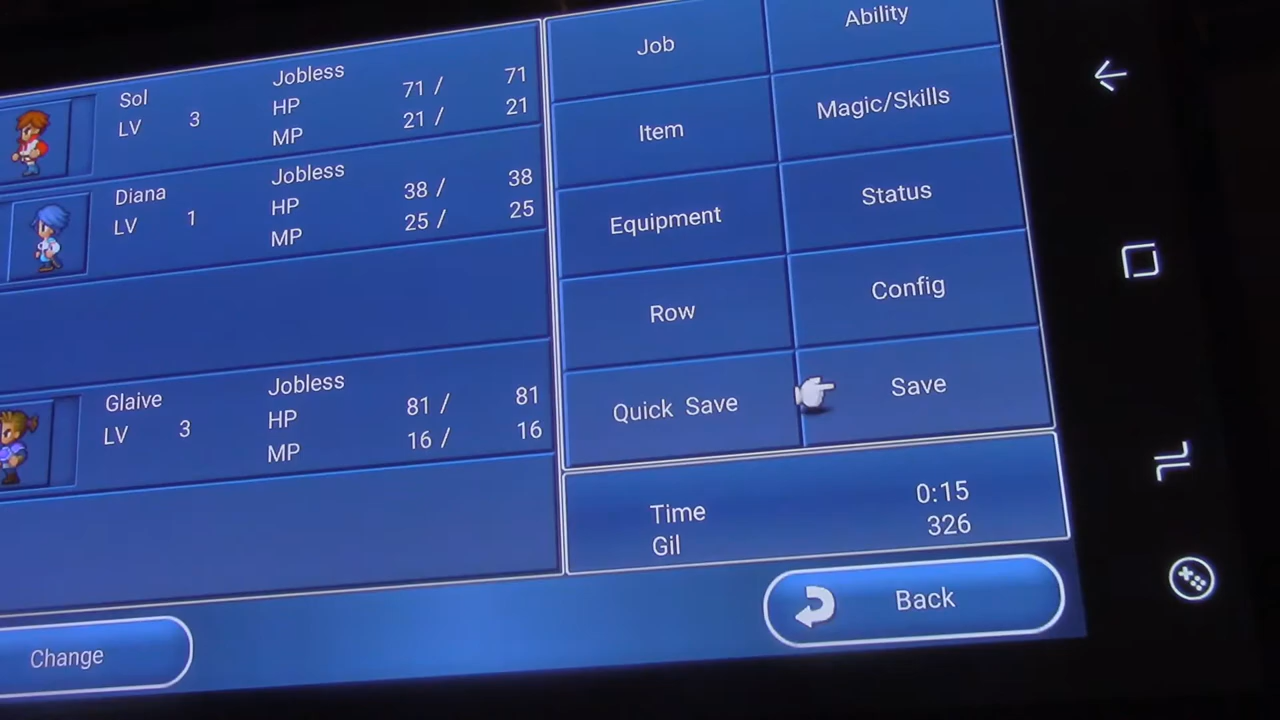 Sol
LV 3
Jobless
HP 71 / 71
MP 21 / 21
Diana
LV 1
Jobless
HP 38 / 38
MP 25 / 25
Glaive
LV 3
Jobless
HP 81 / 81
MP 16 / 16
Job
Ability
Item
Magic/Skills
Equipment
Status
Row
Config
Quick Save
Save
Time 0:15
Gil 326
Change
Back